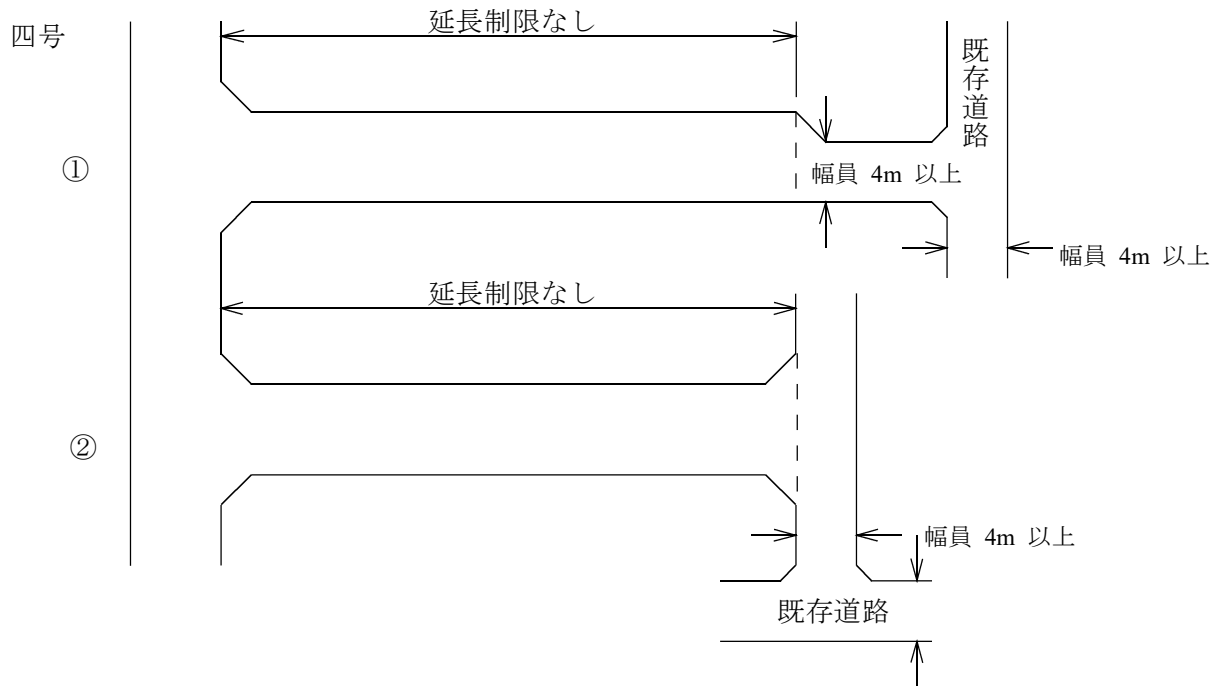 四号
延長制限なし
既存道路
①
幅員 4m 以上
幅員 4m 以上
延長制限なし
②
幅員 4m 以上
既存道路